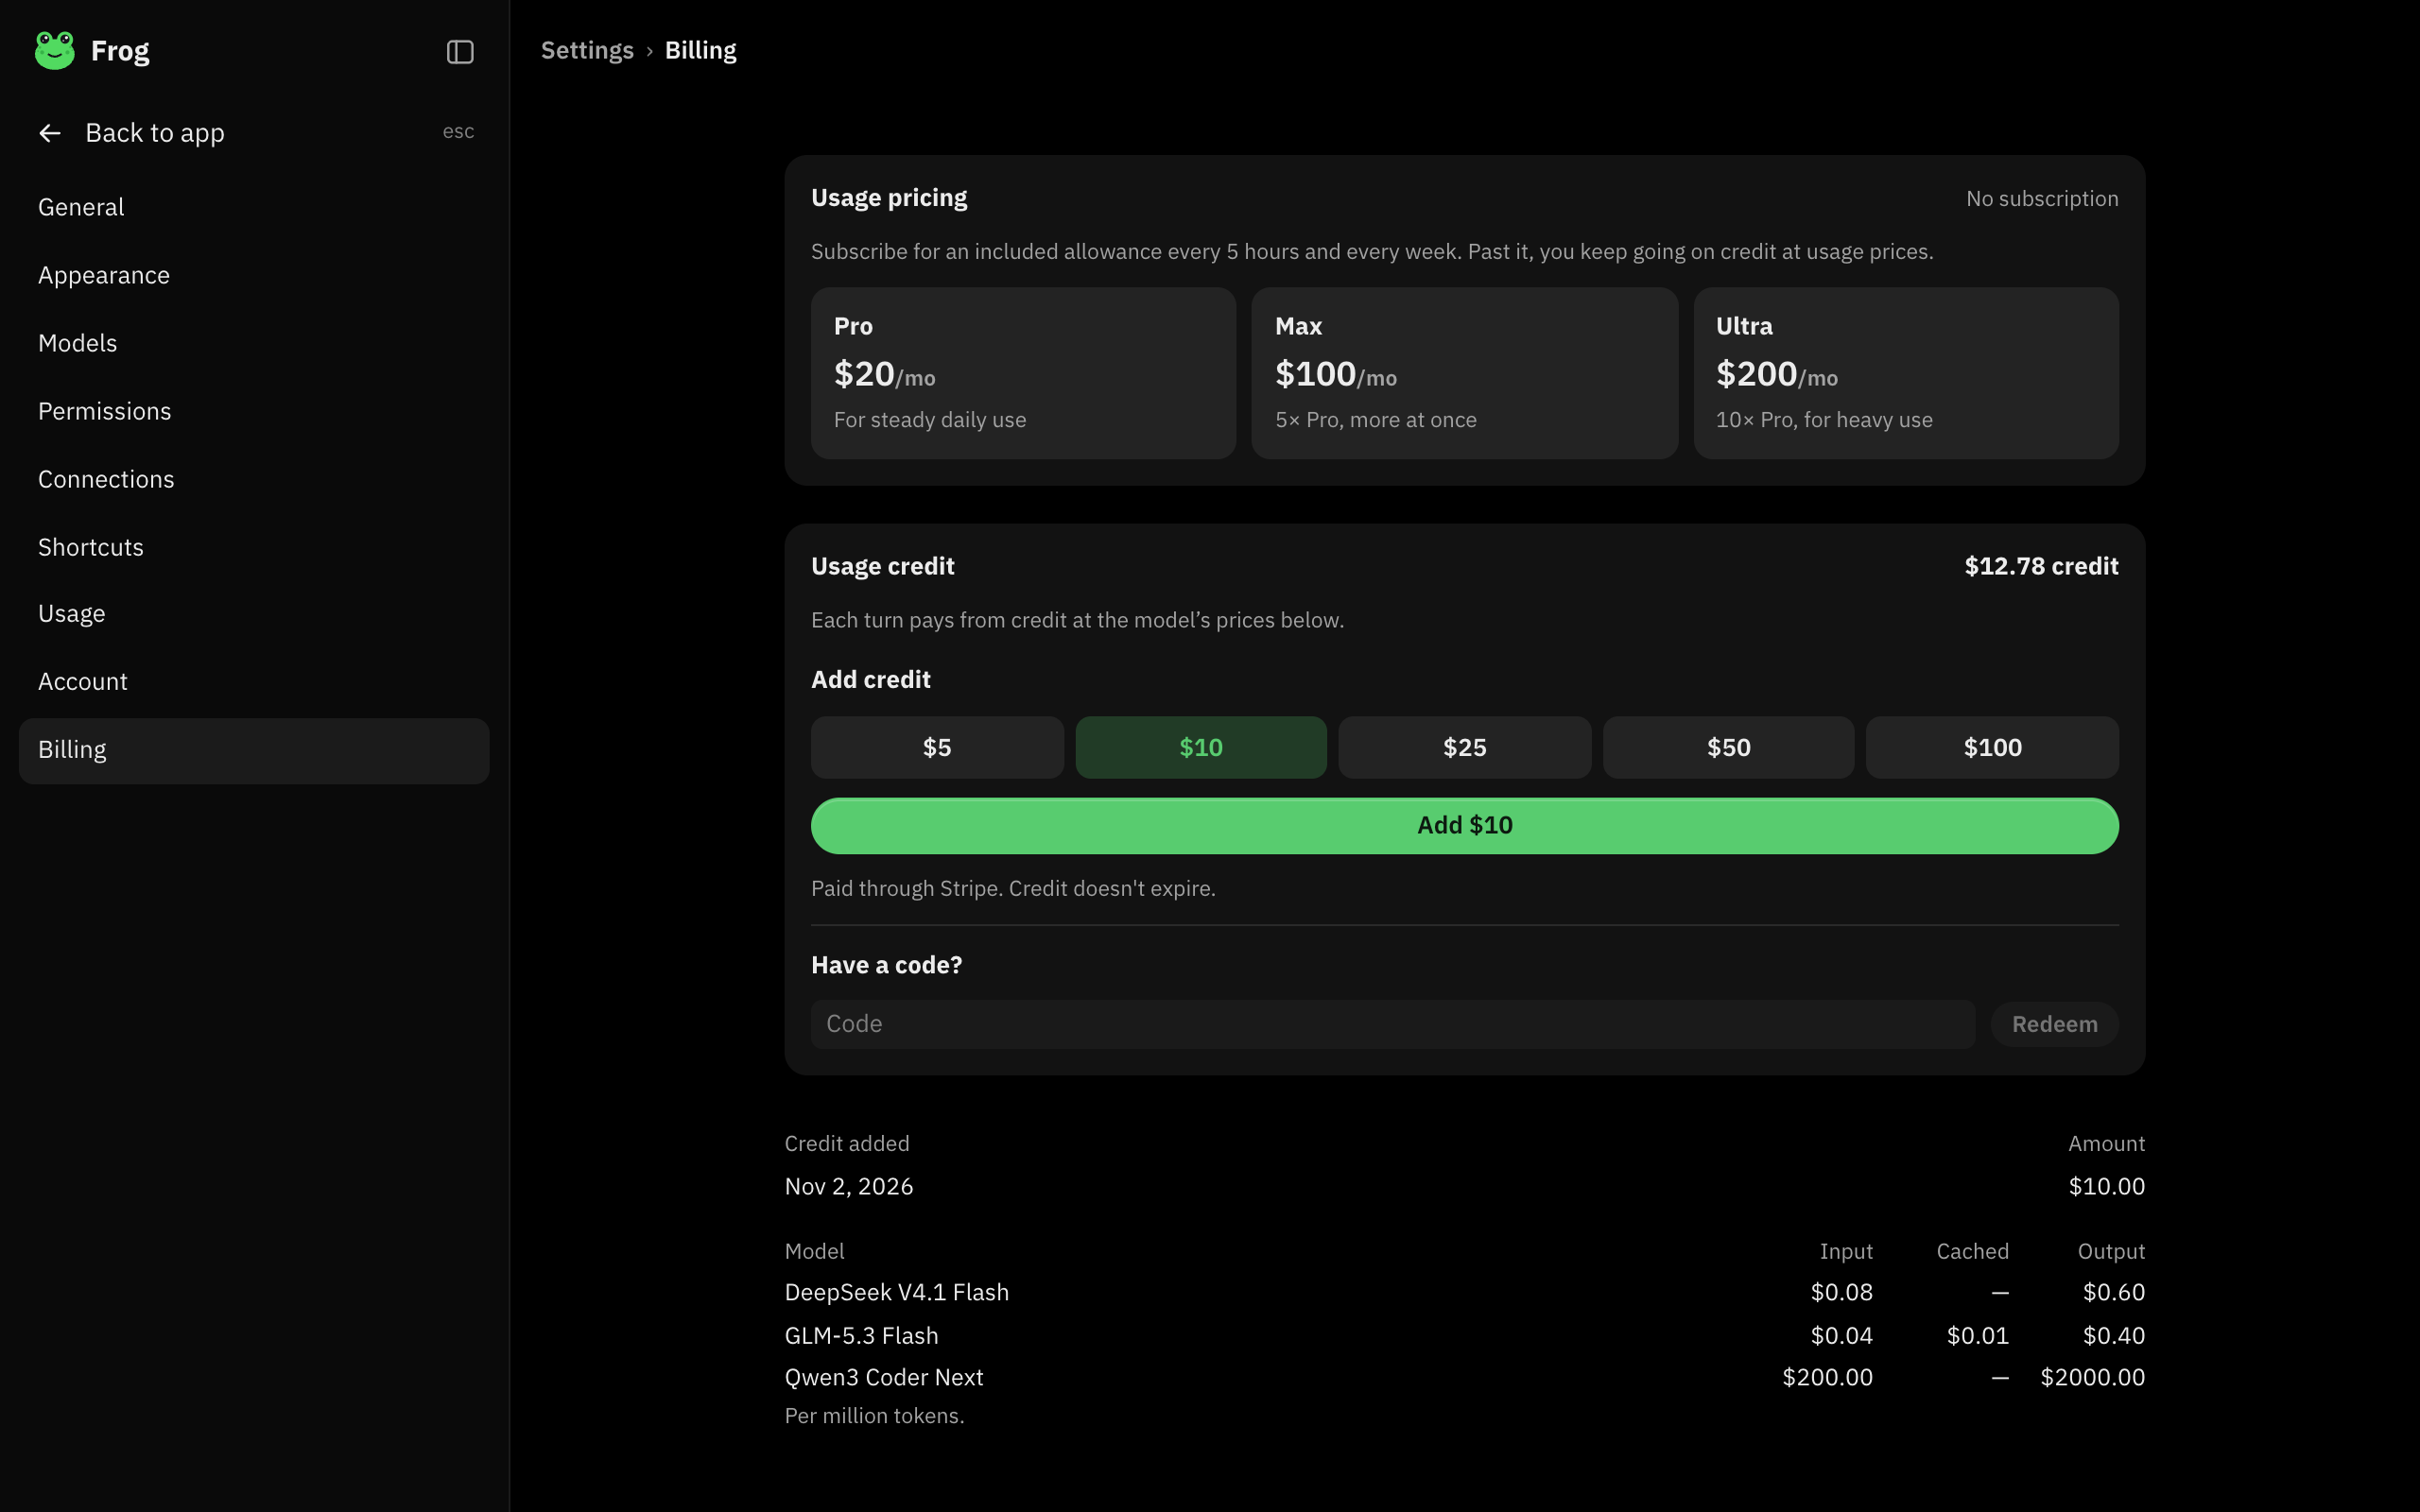 Frog
Settings › Billing
Back to app
esc
General
Appearance
Models
Permissions
Connections
Shortcuts
Usage
Account
Billing
Usage pricing
No subscription
Subscribe for an included allowance every 5 hours and every week. Past it, you keep going on credit at usage prices.
Pro
$20/mo
For steady daily use
Max
$100/mo
5× Pro, more at once
Ultra
$200/mo
10× Pro, for heavy use
Usage credit
$12.78 credit
Each turn pays from credit at the model’s prices below.
Add credit
$5
$10
$25
$50
$100
Add $10
Paid through Stripe. Credit doesn't expire.
Have a code?
Code
Redeem
Credit added Amount
Nov 2, 2026 $10.00
Model Input Cached Output
DeepSeek V4.1 Flash $0.08 — $0.60
GLM-5.3 Flash $0.04 $0.01 $0.40
Qwen3 Coder Next $200.00 — $2000.00
Per million tokens.